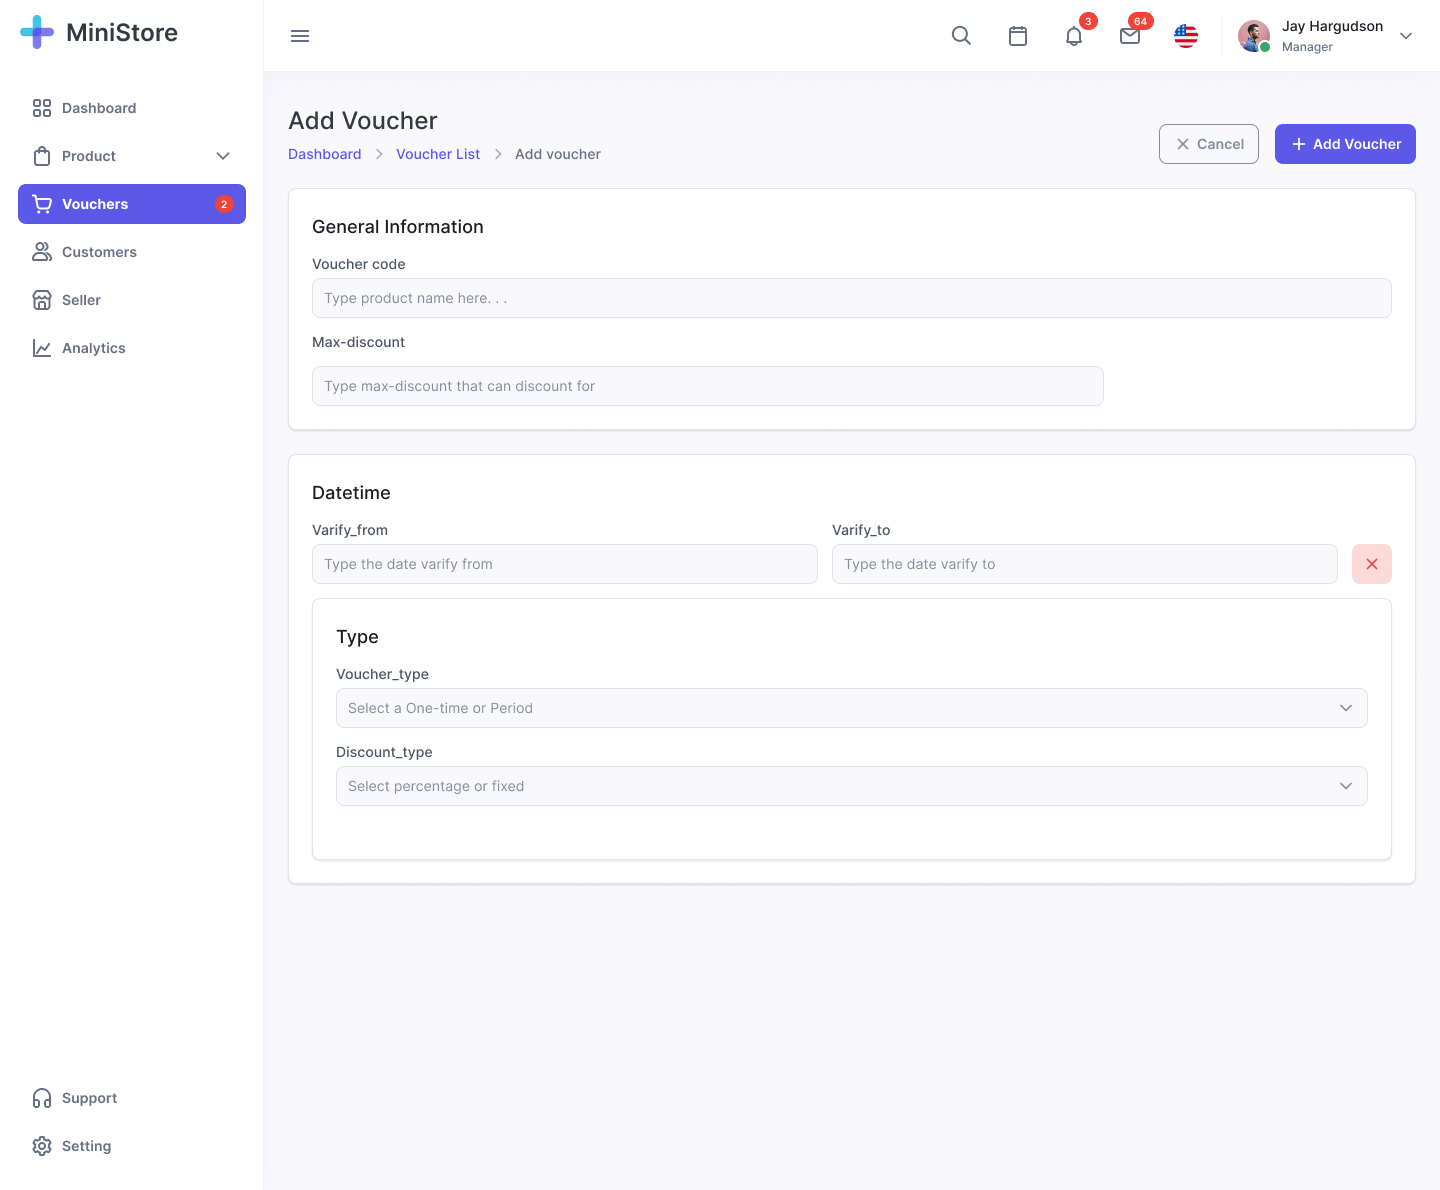 MiniStore
Dashboard
Product
Vouchers 2
Customers
Seller
Analytics
Support
Setting
3
64
Jay Hargudson
Manager
Add Voucher
Dashboard Voucher List Add voucher
Cancel
Add Voucher
General Information
Voucher code
Type product name here. . .
Max-discount
Type max-discount that can discount for
Datetime
Varify_from
Varify_to
Type the date varify from
Type the date varify to
Type
Voucher_type
Select a One-time or Period
Discount_type
Select percentage or fixed